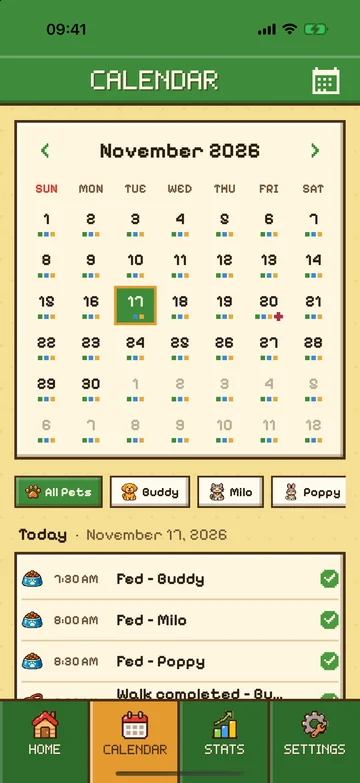 09:41
CALENDAR
November 2026
SUN MON TUE WED THU FRI SAT
1 2 3 4 5 6 7
8 9 10 11 12 13 14
15 16 17 18 19 20 21
22 23 24 25 26 27 28
29 30 1 2 3 4 5
6 7 8 9 10 11 12
All Pets Buddy Milo Poppy
Today · November 17, 2026
7:30 AM Fed - Buddy
8:00 AM Fed - Milo
8:30 AM Fed - Poppy
Walk completed - Bu...
HOME CALENDAR STATS SETTINGS